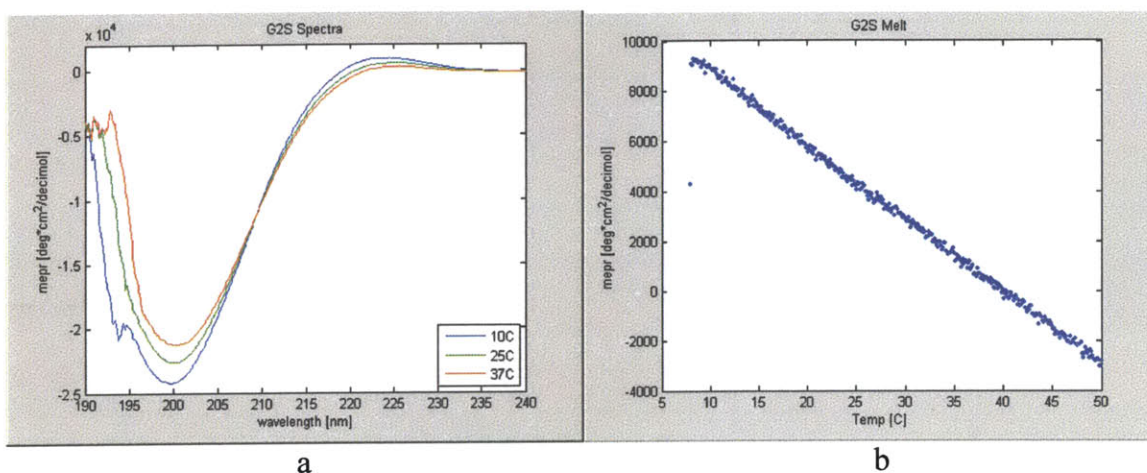 G2S Spectra
x 10⁴
0
-0.5
-1
-1.5
-2
-2.5
mepr [deg*cm^2/decimol]
10C
25C
37C
190 195 200 205 210 215 220 225 230 235 240
wavelength [nm]
a
G2S Melt
10000
8000
6000
4000
2000
0
-2000
-4000
mepr [deg*cm^2/decimol]
5 10 15 20 25 30 35 40 45 50
Temp [C]
b